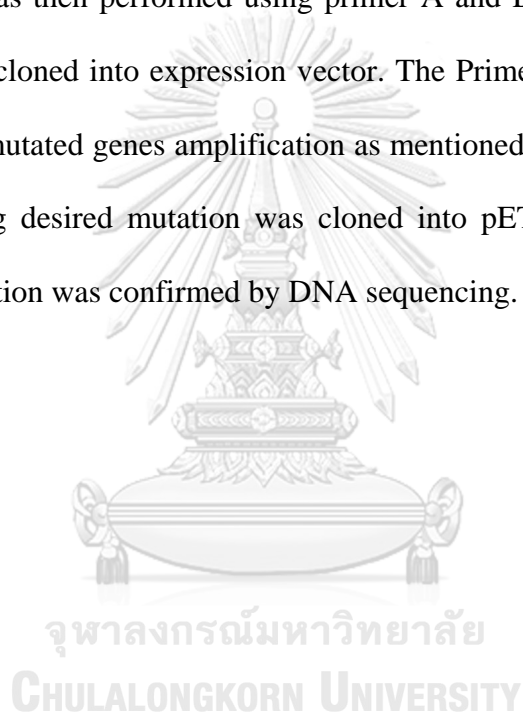 as then performed using primer A and
cloned into expression vector. The Prime
mutated genes amplification as mentioned
g desired mutation was cloned into pET
tion was confirmed by DNA sequencing.
จุฬาลงกรณ์มหาวิทยาลัย
CHULALONGKORN UNIVERSITY